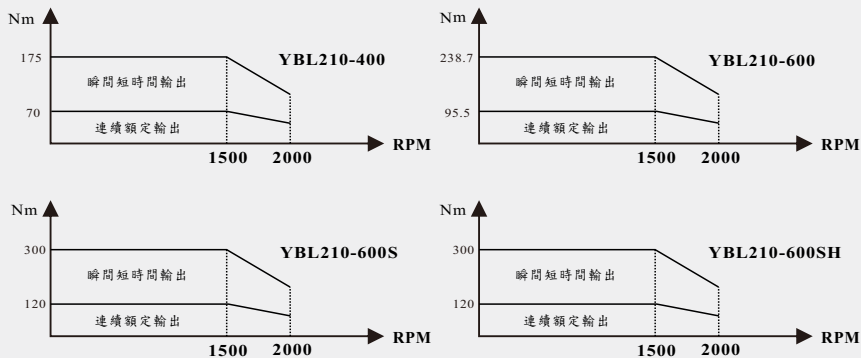 Nm
YBL210-400
175
瞬間短時間輸出
70
連續額定輸出
RPM
1500
2000
Nm
YBL210-600
238.7
瞬間短時間輸出
95.5
連續額定輸出
RPM
1500
2000
Nm
YBL210-600S
300
瞬間短時間輸出
120
連續額定輸出
RPM
1500
2000
Nm
YBL210-600SH
300
瞬間短時間輸出
120
連續額定輸出
RPM
1500
2000